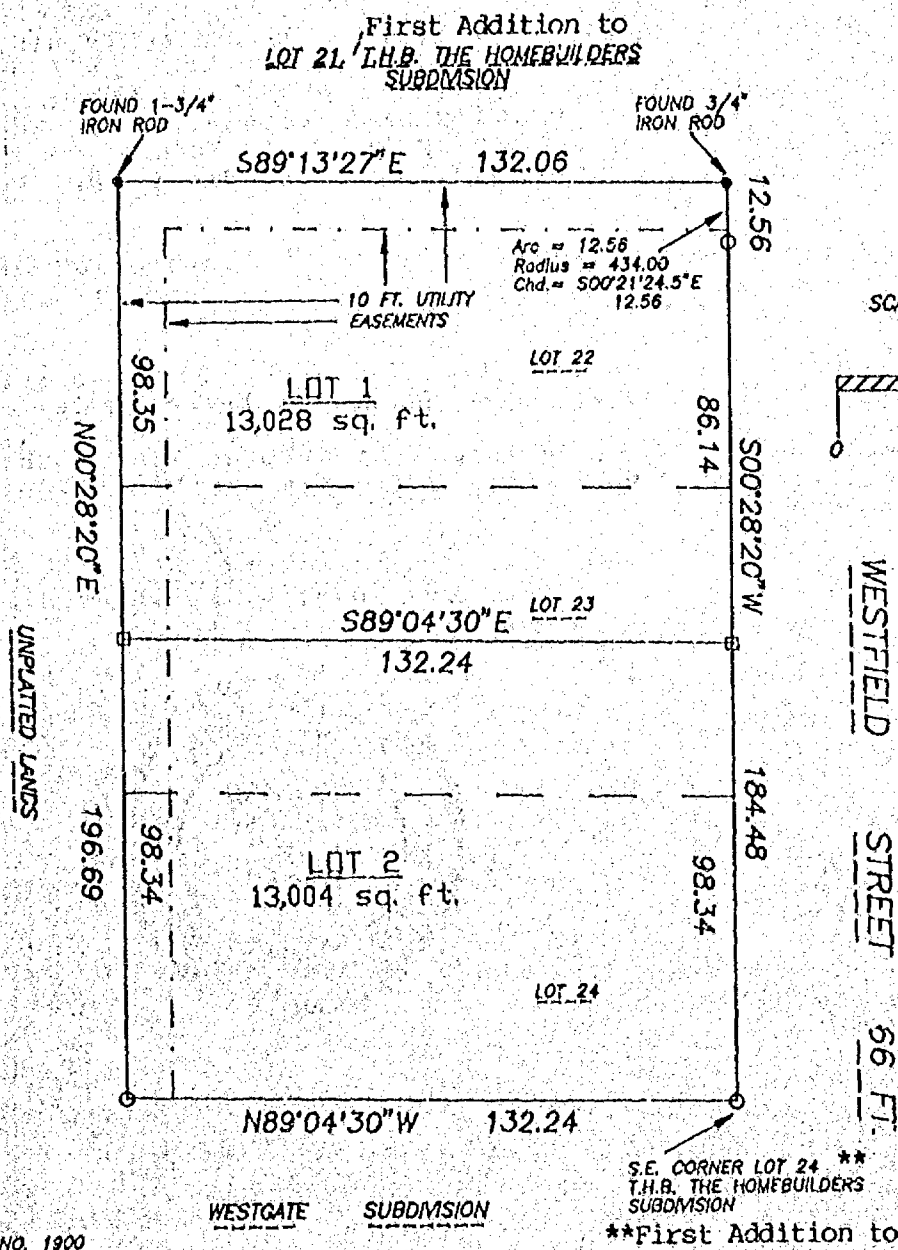 First Addition to
LOT 21, T.H.B. THE HOMEBUILDERS
SUBDIVISION
FOUND 1-3/4"
IRON ROD
FOUND 3/4"
IRON ROD
S89°13'27"E 132.06
12.56
Arc = 12.56
Radius = 434.00
Chd.= S00°21'24.5"E
12.56
10 FT. UTILITY
EASEMENTS
SCA
LOT 22
LOT 1
13,028 sq. ft.
98.35
86.14
0
N00°28'20"E
S00°28'20"W
LOT 23
S89°04'30"E
132.24
WESTFIELD STREET 66 FT.
UNPLATTED LANDS
196.69
98.34
184.48
98.34
LOT 2
13,004 sq. ft.
LOT 24
N89°04'30"W 132.24
S.E. CORNER LOT 24 **
T.H.B. THE HOMEBUILDERS
SUBDIVISION
WESTGATE SUBDIVISION
**First Addition to
NO. 1900